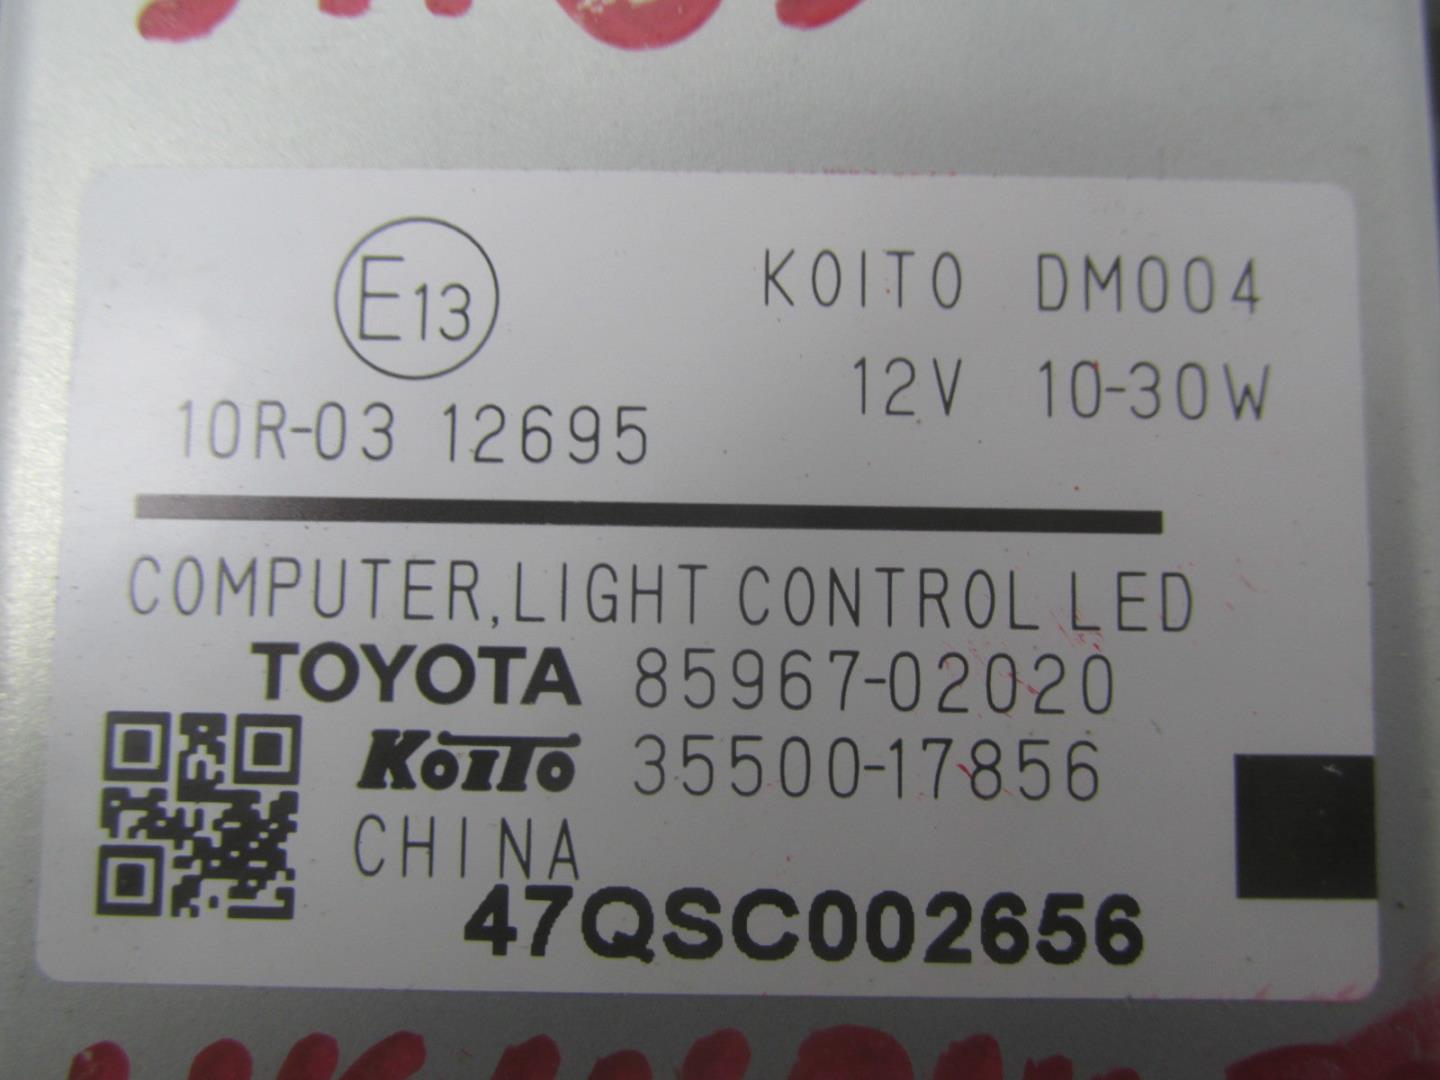 E13
KOITO DM004
12V 10-30W
10R-03 12695
COMPUTER,LIGHT CONTROL LED
TOYOTA 85967-02020
KOITO 35500-17856
CHINA
47QSC002656